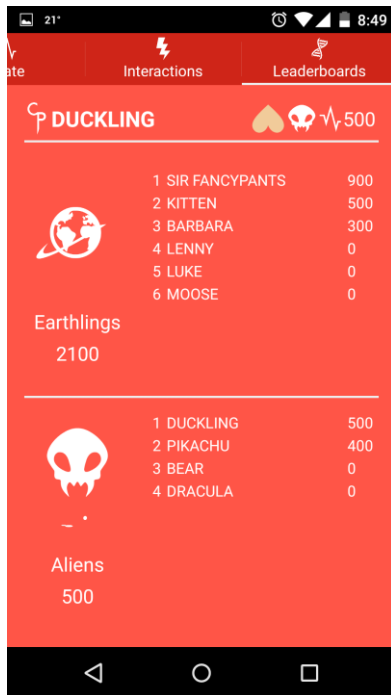 21° 8:49
ate Interactions Leaderboards
DUCKLING 500
1 SIR FANCYPANTS 900
2 KITTEN 500
3 BARBARA 300
4 LENNY 0
5 LUKE 0
6 MOOSE 0
Earthlings
2100
1 DUCKLING 500
2 PIKACHU 400
3 BEAR 0
4 DRACULA 0
Aliens
500